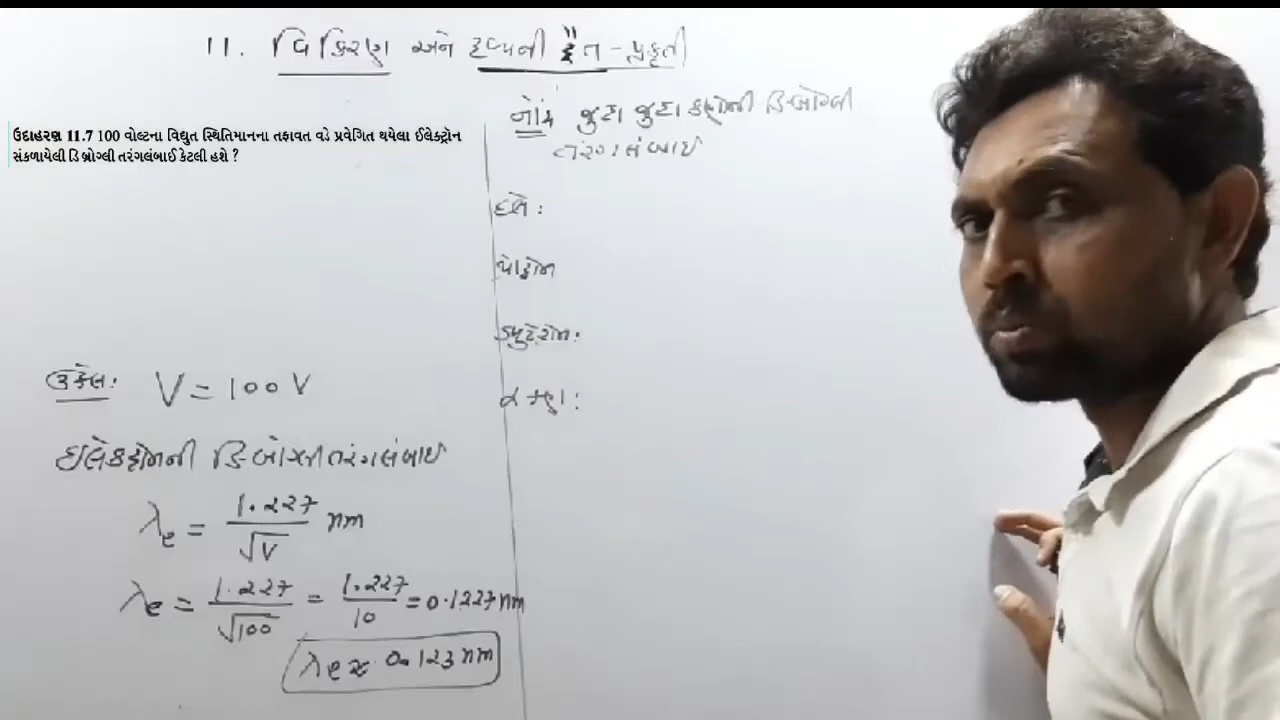 11. વિકિરણ અને દ્રવ્યની દ્વૈત - પ્રકૃતી
ઉદાહરણ 11.7 100 વોલ્ટના વિદ્યુત સ્થિતિમાનના તફાવત વડે પ્રવેગિત થયેલા ઈલેક્ટ્રોન
સંકળાયેલી ડિ બ્રોગ્લી તરંગલંબાઈ કેટલી હશે ?
ઉકેલ: V = 100 V
ઇલેક્ટ્રોનની ડિ-બ્રોગ્લી તરંગલંબાઇ
λe = 1.227/√V nm
λe = 1.227/√100 = 1.227/10 = 0.1227 nm
λe ≈ 0.123 nm
નોંધ જુદા જુદા કણોની ડિ-બ્રોગ્લી
તરંગલંબાઇ
ઇલે :
પ્રોટ્રોન
ડ્યુટેરોન :
α કણ :